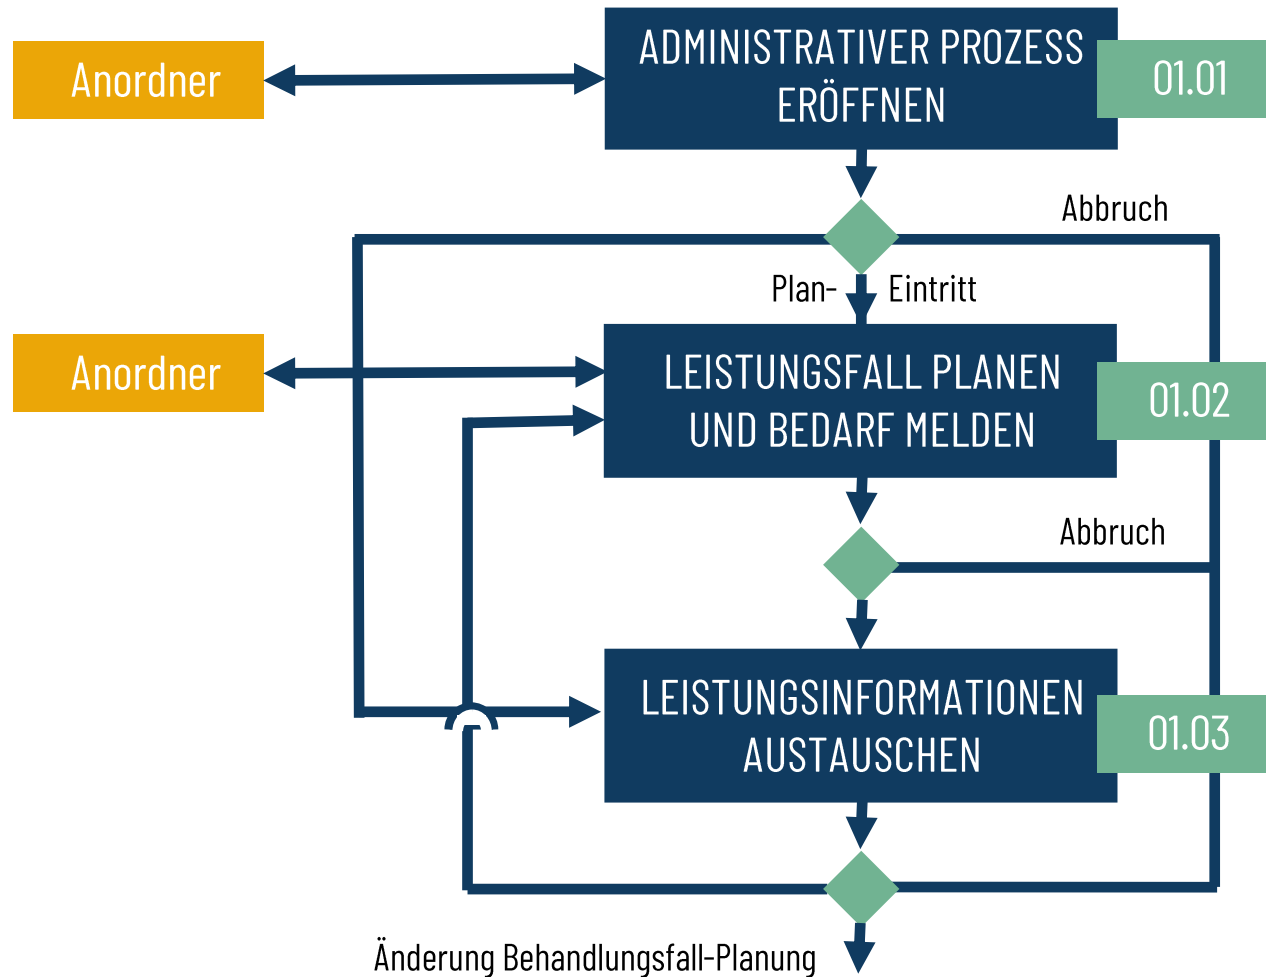 ADMINISTRATIVER PROZESS
ERÖFFNEN
01.01
Anordner
Abbruch
Plan- Eintritt
Anordner
LEISTUNGSFALL PLANEN
UND BEDARF MELDEN
01.02
Abbruch
LEISTUNGSINFORMATIONEN
AUSTAUSCHEN
01.03
Änderung Behandlungsfall-Planung